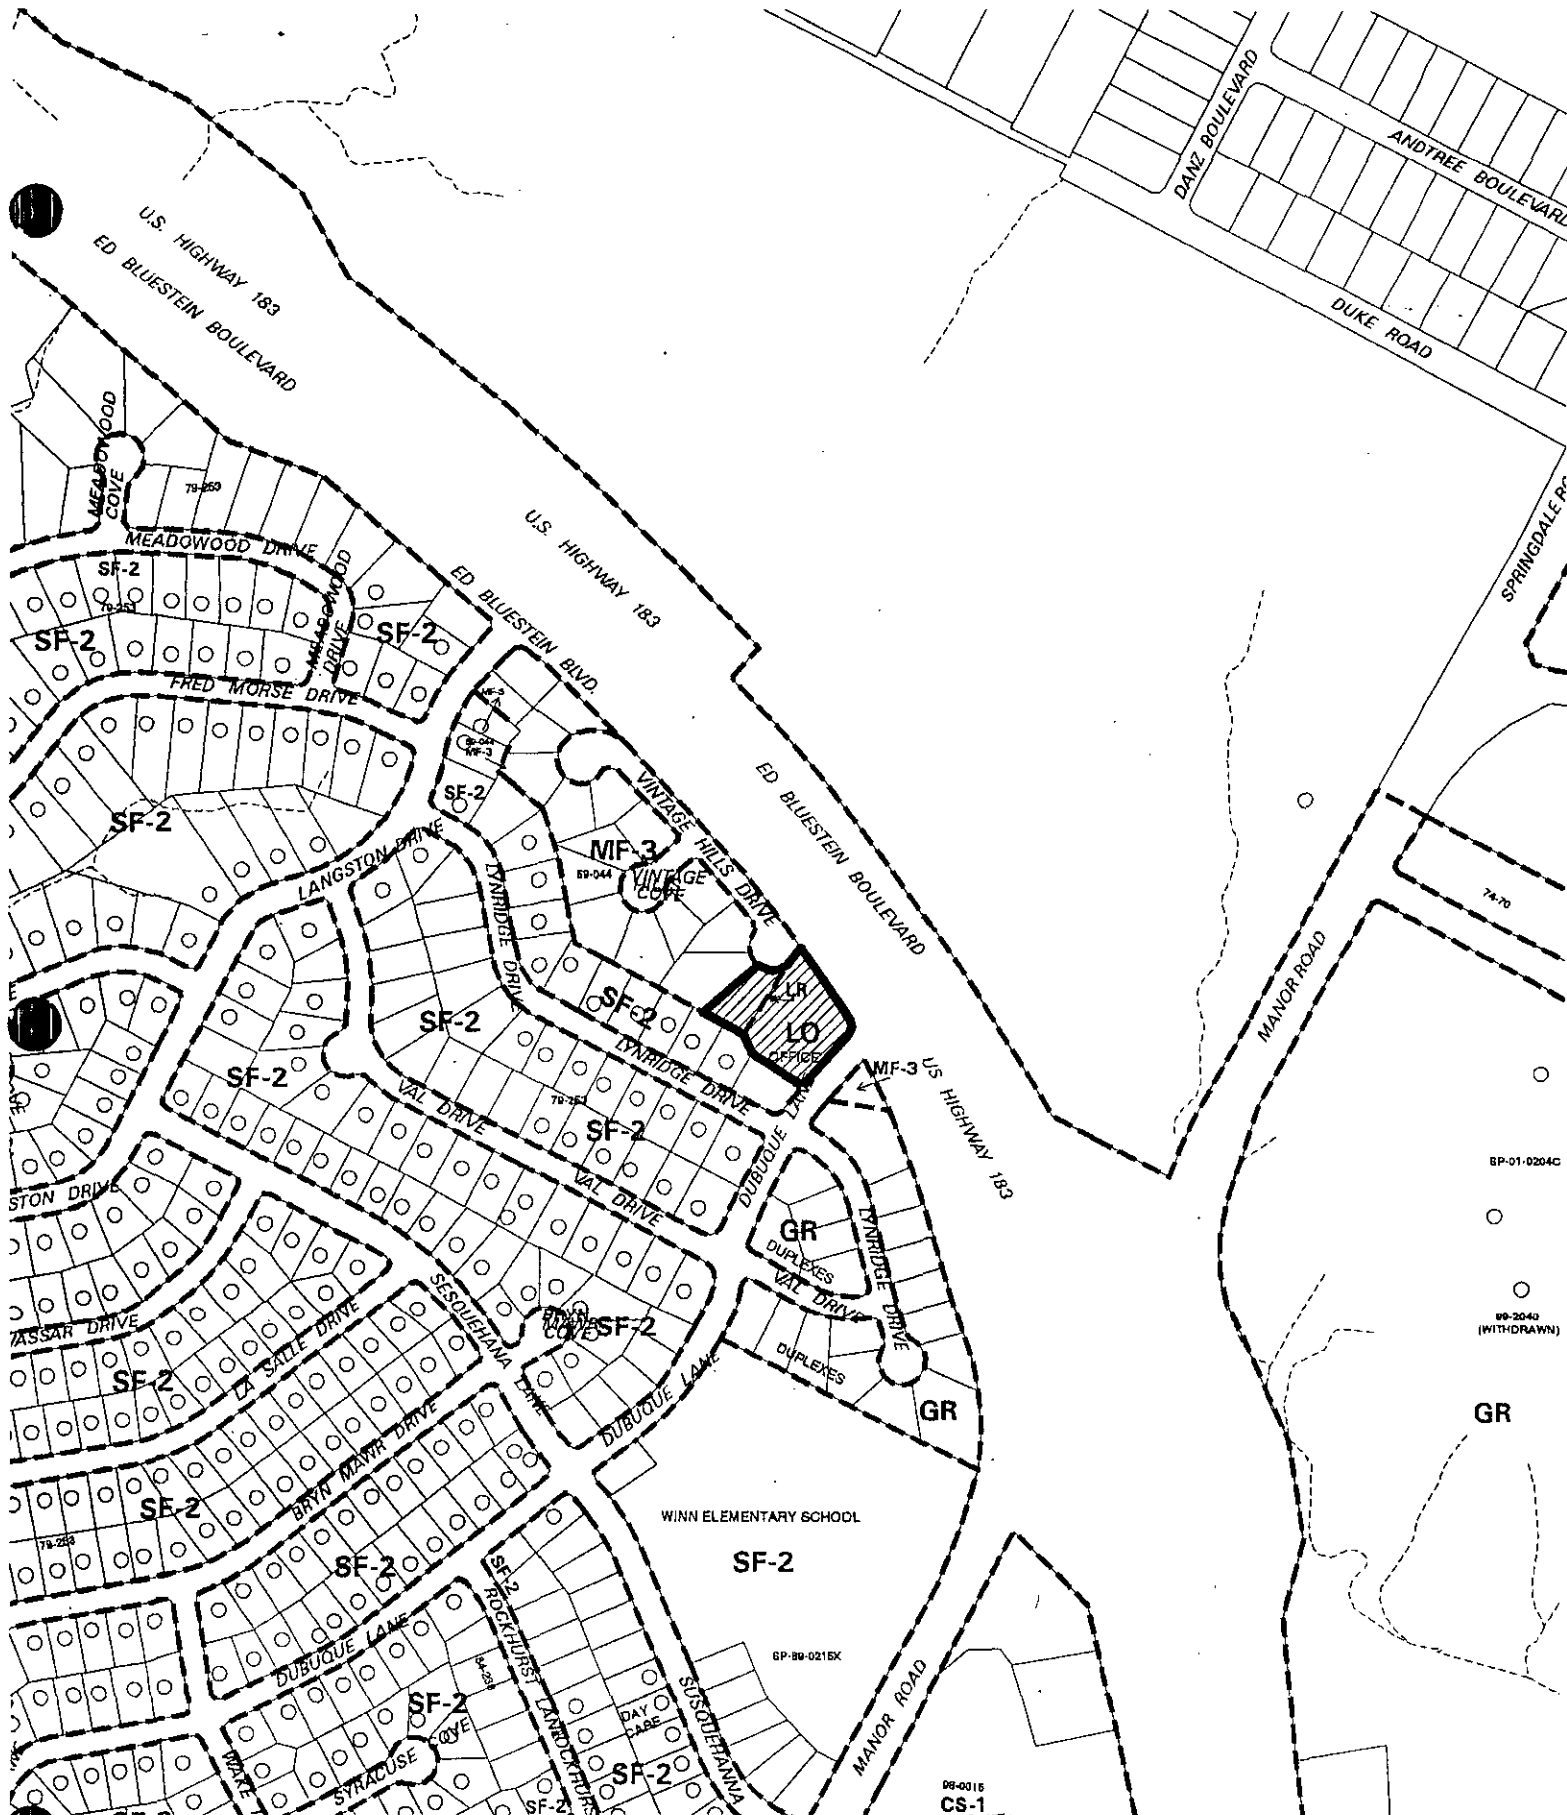 DANZ BOULEVARD
ANDTREE BOULEVARD
U.S. HIGHWAY 183
ED BLUESTEIN BOULEVARD
DUKE ROAD
MEADOWOOD
COVE
79-253
SPRINGDALE
U.S. HIGHWAY 183
MEADOWOOD DRIVE
SF-2
ED BLUESTEIN BLVD.
MEADOWOOD
DRIVE
79-253
SF-2
SF-2
FRED MORSE DRIVE
MF-3
MF-3
SF-2
ED BLUESTEIN BOULEVARD
VINTAGE HILLS DRIVE
SF-2
LANGSTON DRIVE
MF-3
LYNRIDGE DRIVE
VINTAGE
COVE
74-70
MANOR ROAD
LR
SF-2
SF-2
LO
OFFICE
LYNRIDGE DRIVE
SF-2
MF-3
US HIGHWAY 183
VAL DRIVE
SF-2
DUBUQUE LANE
VAL DRIVE
SP-01-0204C
STON DRIVE
GR
DUPLEXES
LYNRIDGE DRIVE
VAL DRIVE
SESQUEHANA LANE
99-2040
(WITHDRAWN)
COVE
SF-2
ASSAR DRIVE
LA SALLE DRIVE
DUPLEXES
DUBUQUE LANE
SF-2
GR
GR
BRYN MAWR DRIVE
SF-2
WINN ELEMENTARY SCHOOL
79-253
SF-2
SF-2
SF-2
ROCKHURST LANE
DUBUQUE LANE
SP-89-0215X
SUSQUEHANNA
MANOR ROAD
SF-2
DAY
CARE
SYRACUSE COVE
WAKE
SF-2
SF-2
CS-1